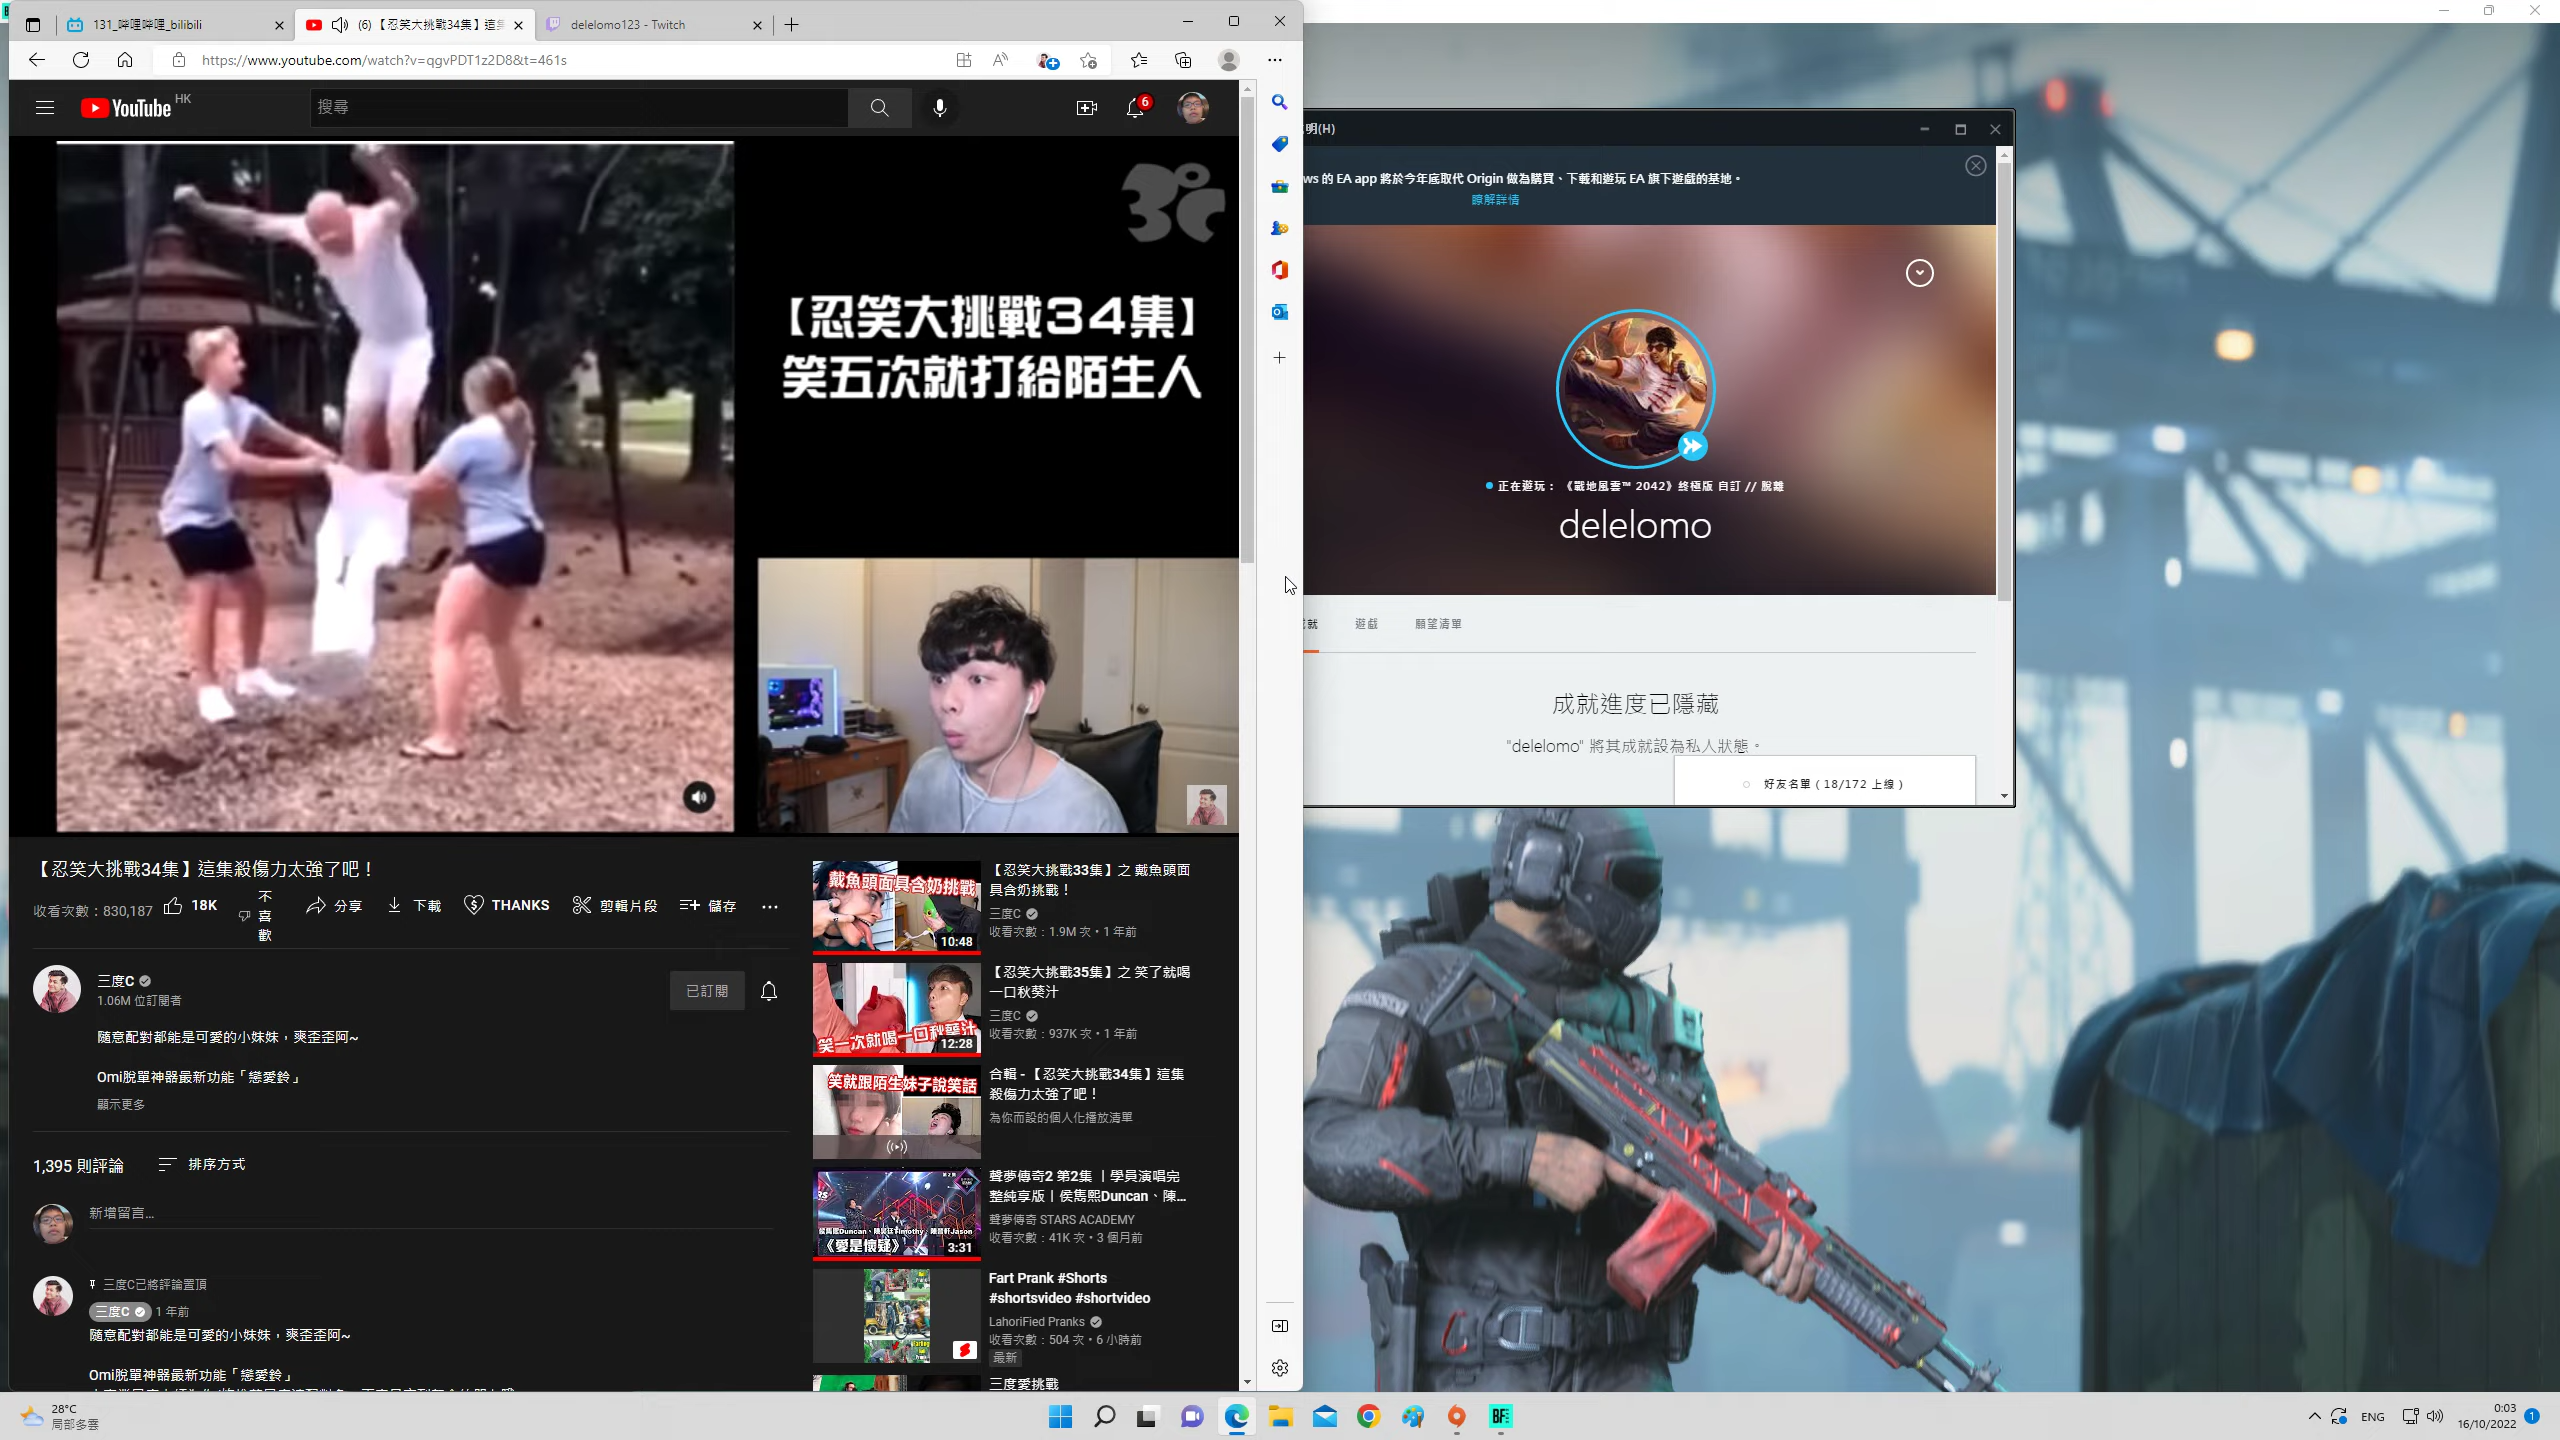 131_哔哩哔哩_bilibili
(6)【忍笑大挑戰34集】這集
delelomo123 - Twitch
https://www.youtube.com/watch?v=qgvPDT1z2D8&t=461s
YouTube HK
搜尋
6
【忍笑大挑戰34集】
笑五次就打給陌生人
【忍笑大挑戰34集】這集殺傷力太強了吧！
收看次數：830,187
18K
不喜歡
分享
下載
THANKS
剪輯片段
儲存
三度C
1.06M 位訂閱者
已訂閱
隨意配對都能是可愛的小妹妹，爽歪歪阿~
Omi脫單神器最新功能「戀愛鈴」
顯示更多
1,395 則評論
排序方式
新增留言...
三度C已將評論置頂
三度C
1 年前
隨意配對都能是可愛的小妹妹，爽歪歪阿~
Omi脫單神器最新功能「戀愛鈴」
戴魚頭面具含奶挑戰
10:48
【忍笑大挑戰33集】之 戴魚頭面
具含奶挑戰！
三度C
收看次數：1.9M 次・1 年前
笑一次就喝一口秋葵汁
12:28
【忍笑大挑戰35集】之 笑了就喝
一口秋葵汁
三度C
收看次數：937K 次・1 年前
笑就跟陌生妹子說笑話
合輯 -【忍笑大挑戰34集】這集
殺傷力太強了吧！
為你而設的個人化播放清單
《愛是懷疑》
3:31
聲夢傳奇2 第2集 ｜學員演唱完
整純享版｜侯雋熙Duncan、陳...
聲夢傳奇 STARS ACADEMY
收看次數：41K 次・3 個月前
Fart Prank #Shorts
#shortsvideo #shortvideo
LahoriFied Pranks
收看次數：504 次・6 小時前
最新
三度愛挑戰
明(H)
ws 的 EA app 將於今年底取代 Origin 做為購買、下載和遊玩 EA 旗下遊戲的基地。
瞭解詳情
正在遊玩： 《戰地風雲™ 2042》終極版 自訂 // 脫離
delelomo
就
遊戲
願望清單
成就進度已隱藏
"delelomo" 將其成就設為私人狀態。
好友名單 ( 18/172 上線 )
28°C
局部多雲
BF
ENG
0:03
16/10/2022
1